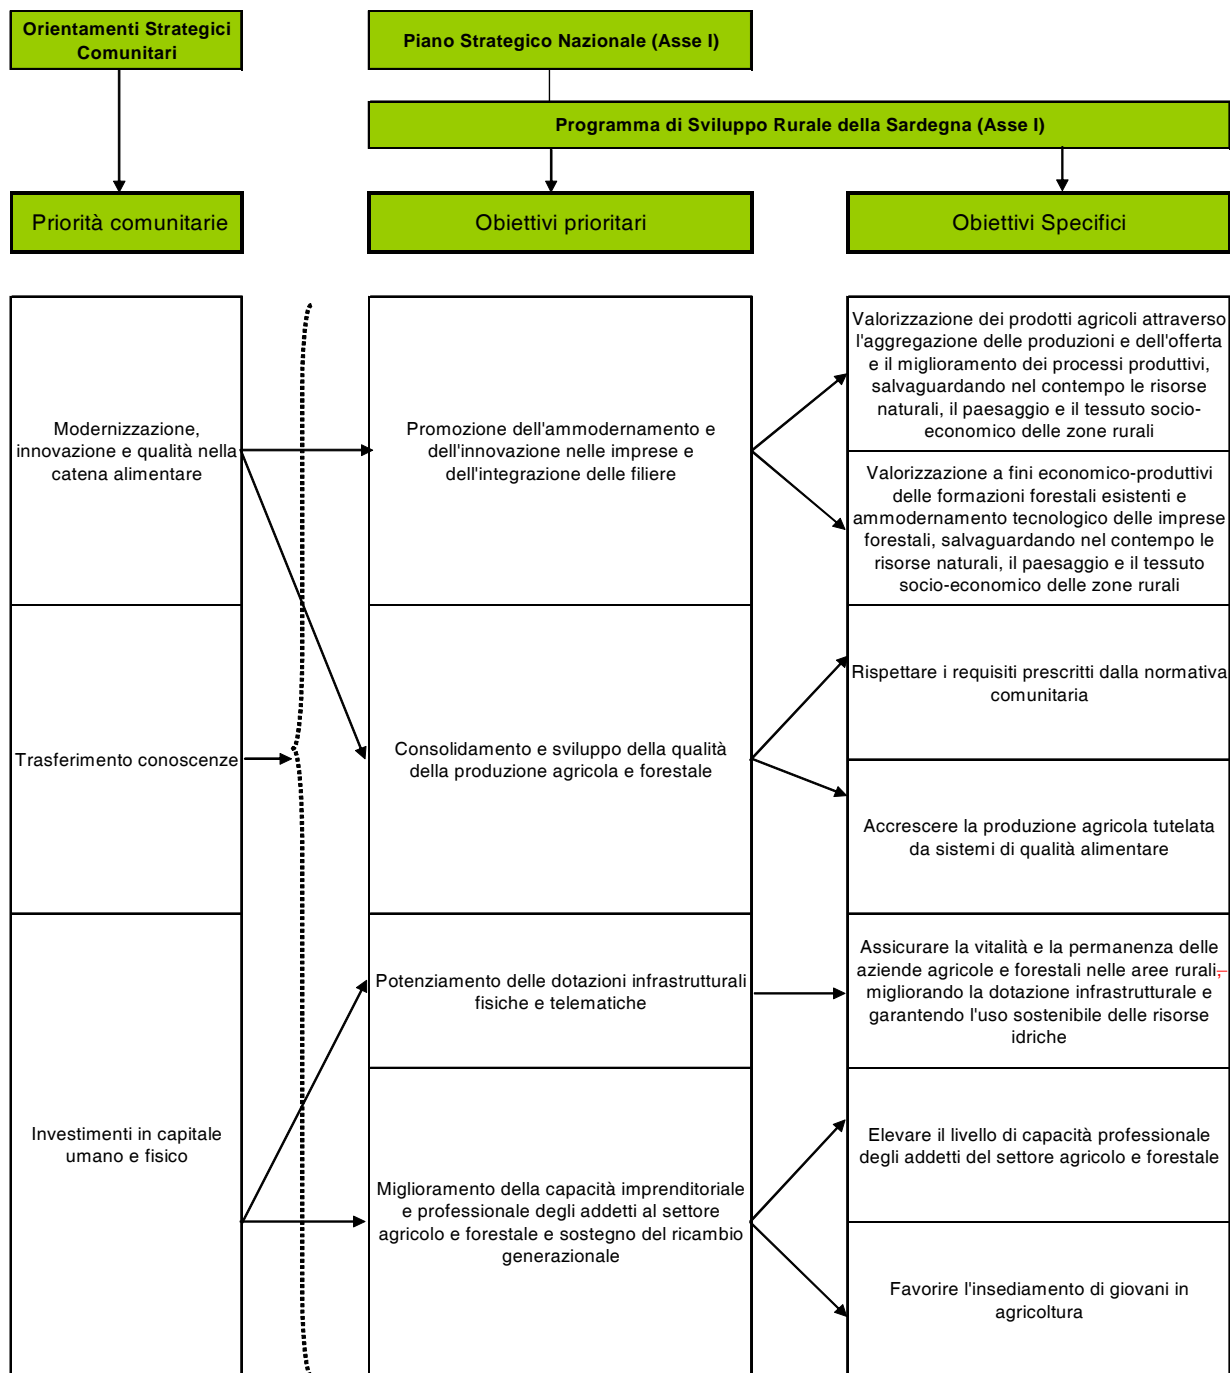 Orientamenti Strategici
Comunitari
Piano Strategico Nazionale (Asse I)
Programma di Sviluppo Rurale della Sardegna (Asse I)
Priorità comunitarie
Obiettivi prioritari
Obiettivi Specifici
Modernizzazione,
innovazione e qualità nella
catena alimentare
Promozione dell'ammodernamento e
dell'innovazione nelle imprese e
dell'integrazione delle filiere
Valorizzazione dei prodotti agricoli attraverso
l'aggregazione delle produzioni e dell'offerta
e il miglioramento dei processi produttivi,
salvaguardando nel contempo le risorse
naturali, il paesaggio e il tessuto socio-
economico delle zone rurali
Valorizzazione a fini economico-produttivi
delle formazioni forestali esistenti e
ammodernamento tecnologico delle imprese
forestali, salvaguardando nel contempo le
risorse naturali, il paesaggio e il tessuto
socio-economico delle zone rurali
Trasferimento conoscenze
Consolidamento e sviluppo della qualità
della produzione agricola e forestale
Rispettare i requisiti prescritti dalla normativa
comunitaria
Accrescere la produzione agricola tutelata
da sistemi di qualità alimentare
Investimenti in capitale
umano e fisico
Potenziamento delle dotazioni infrastrutturali
fisiche e telematiche
Assicurare la vitalità e la permanenza delle
aziende agricole e forestali nelle aree rurali,
migliorando la dotazione infrastrutturale e
garantendo l'uso sostenibile delle risorse
idriche
Miglioramento della capacità imprenditoriale
e professionale degli addetti al settore
agricolo e forestale e sostegno del ricambio
generazionale
Elevare il livello di capacità professionale
degli addetti del settore agricolo e forestale
Favorire l'insediamento di giovani in
agricoltura